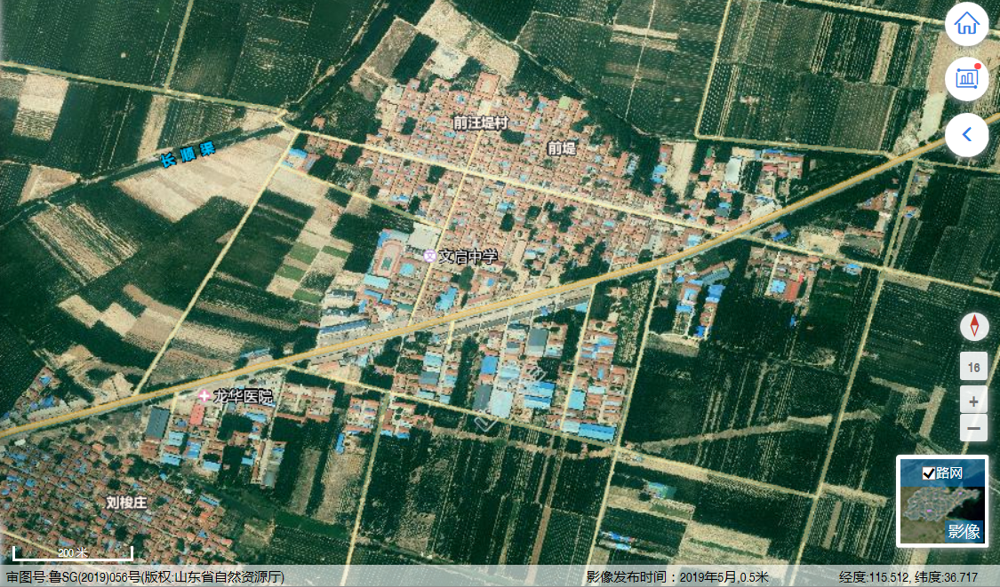 前汪堤村
前堤
长顺渠
文启中学
龙华医院
刘梭庄
16
+
−
路网
影像
200 米
审图号:鲁SG(2019)056号(版权:山东省自然资源厅)
影像发布时间：2019年5月,0.5米
经度:115.512, 纬度:36.717